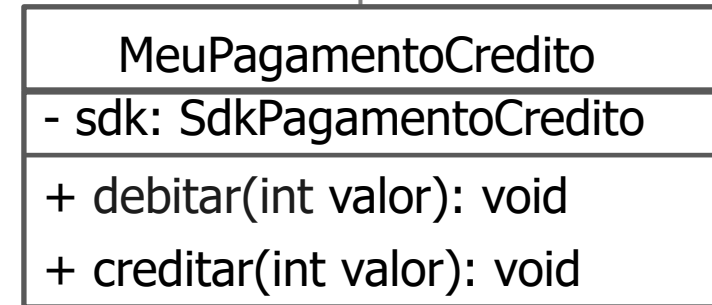 MeuPagamentoCredito
- sdk: SdkPagamentoCredito
+ debitar(int valor): void
+ creditar(int valor): void